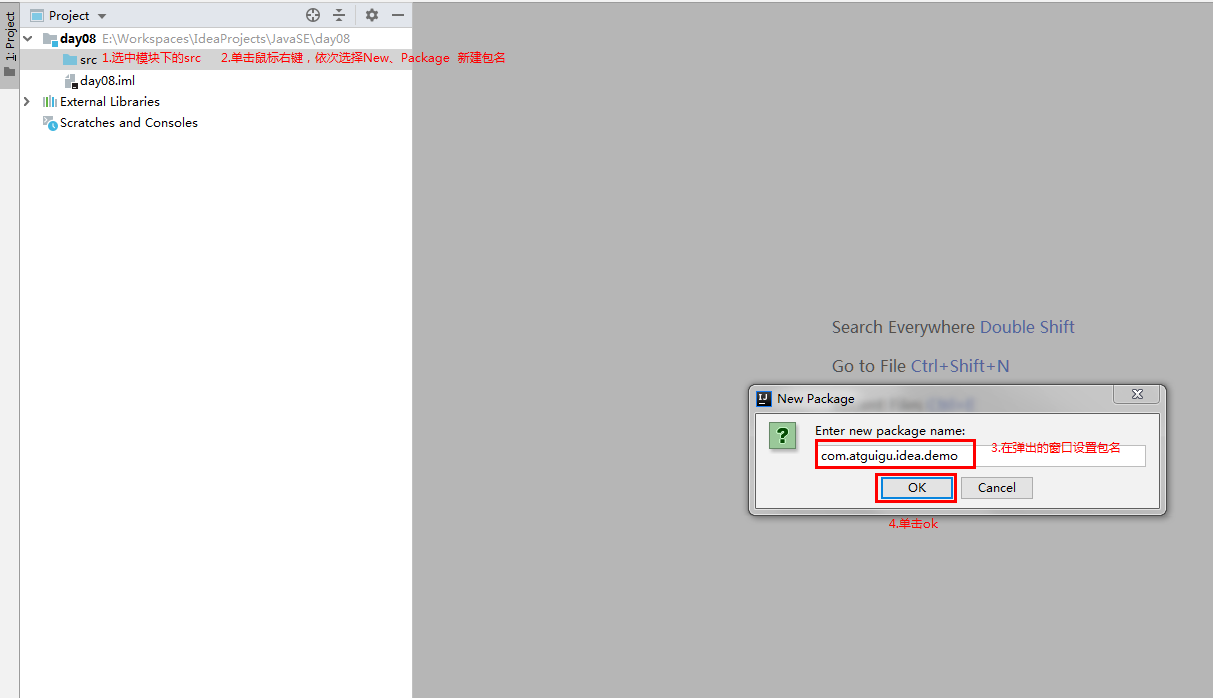 1: Project
Project
day08 E:\Workspaces\IdeaProjects\JavaSE\day08
src 1.选中模块下的src 2.单击鼠标右键，依次选择New、Package 新建包名
day08.iml
External Libraries
Scratches and Consoles
Search Everywhere Double Shift
Go to File Ctrl+Shift+N
New Package
Enter new package name:
com.atguigu.idea.demo 3.在弹出的窗口设置包名
OK Cancel
4.单击ok